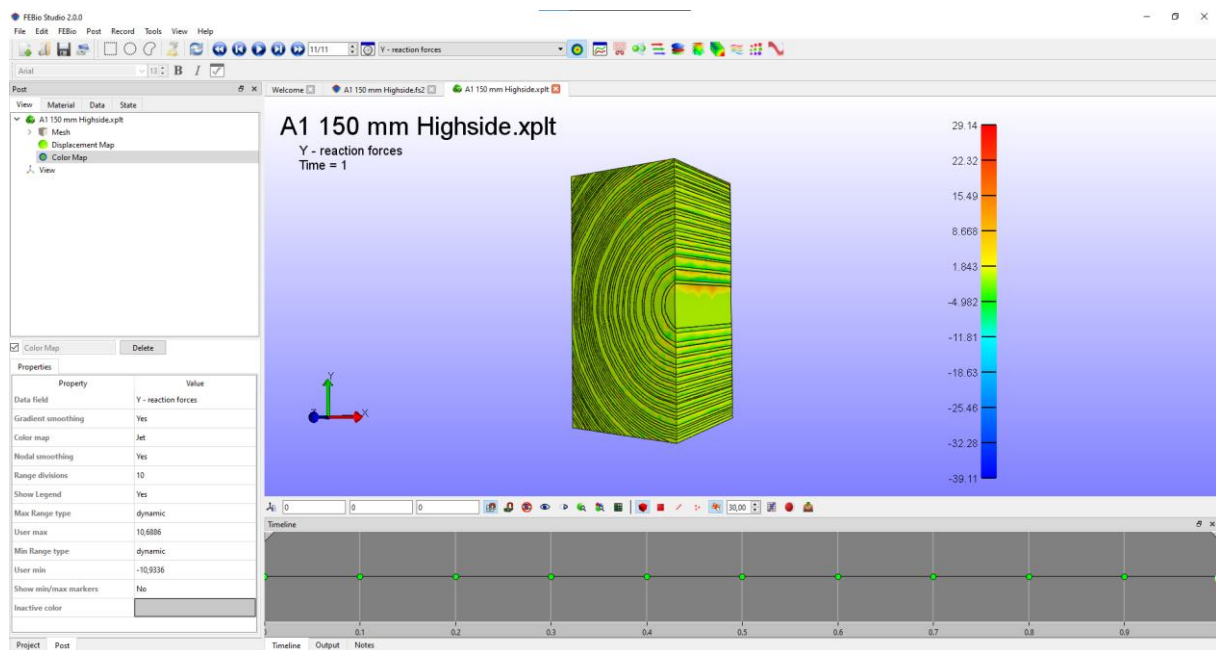 FEBio Studio 2.0.0
File Edit FEBio Post Record Tools View Help
11/11 Y - reaction forces
Arial 13 B I
Post
View Material Data State
A1 150 mm Highside.xplt
Mesh
Displacement Map
Color Map
View
Color Map Delete
Properties
Property Value
Data field Y - reaction forces
Gradient smoothing Yes
Color map Jet
Nodal smoothing Yes
Range divisions 10
Show Legend Yes
Max Range type dynamic
User max 10,6886
Min Range type dynamic
User min -10,9336
Show min/max markers No
Inactive color
Project Post
Welcome A1 150 mm Highside.fs2 A1 150 mm Highside.xplt
A1 150 mm Highside.xplt
Y - reaction forces
Time = 1
29.14
22.32
15.49
8.668
1.843
-4.982
-11.81
-18.63
-25.46
-32.28
-39.11
Y
Z X
0 0 0 30,00
Timeline
0.1 0.2 0.3 0.4 0.5 0.6 0.7 0.8 0.9
Timeline Output Notes